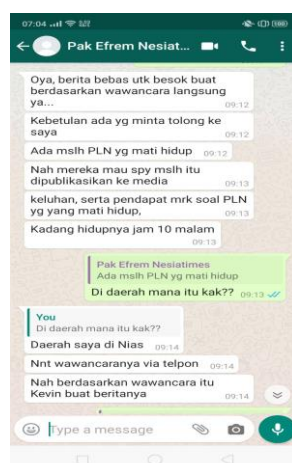 07:04
Pak Efrem Nesiat...
Oya, berita bebas utk besok buat
berdasarkan wawancara langsung
ya...
09:12
Kebetulan ada yg minta tolong ke
saya
09:12
Ada mslh PLN yg mati hidup
09:12
Nah mereka mau spy mslh itu
dipublikasikan ke media
09:13
keluhan, serta pendapat mrk soal PLN
yg yang mati hidup,
09:13
Kadang hidupnya jam 10 malam
09:13
Pak Efrem Nesiatimes
Ada mslh PLN yg mati hidup
Di daerah mana itu kak??
09:13
You
Di daerah mana itu kak??
Daerah saya di Nias
09:14
Nnt wawancaranya via telpon
09:14
Nah berdasarkan wawancara itu
Kevin buat beritanya
09:14
Type a message